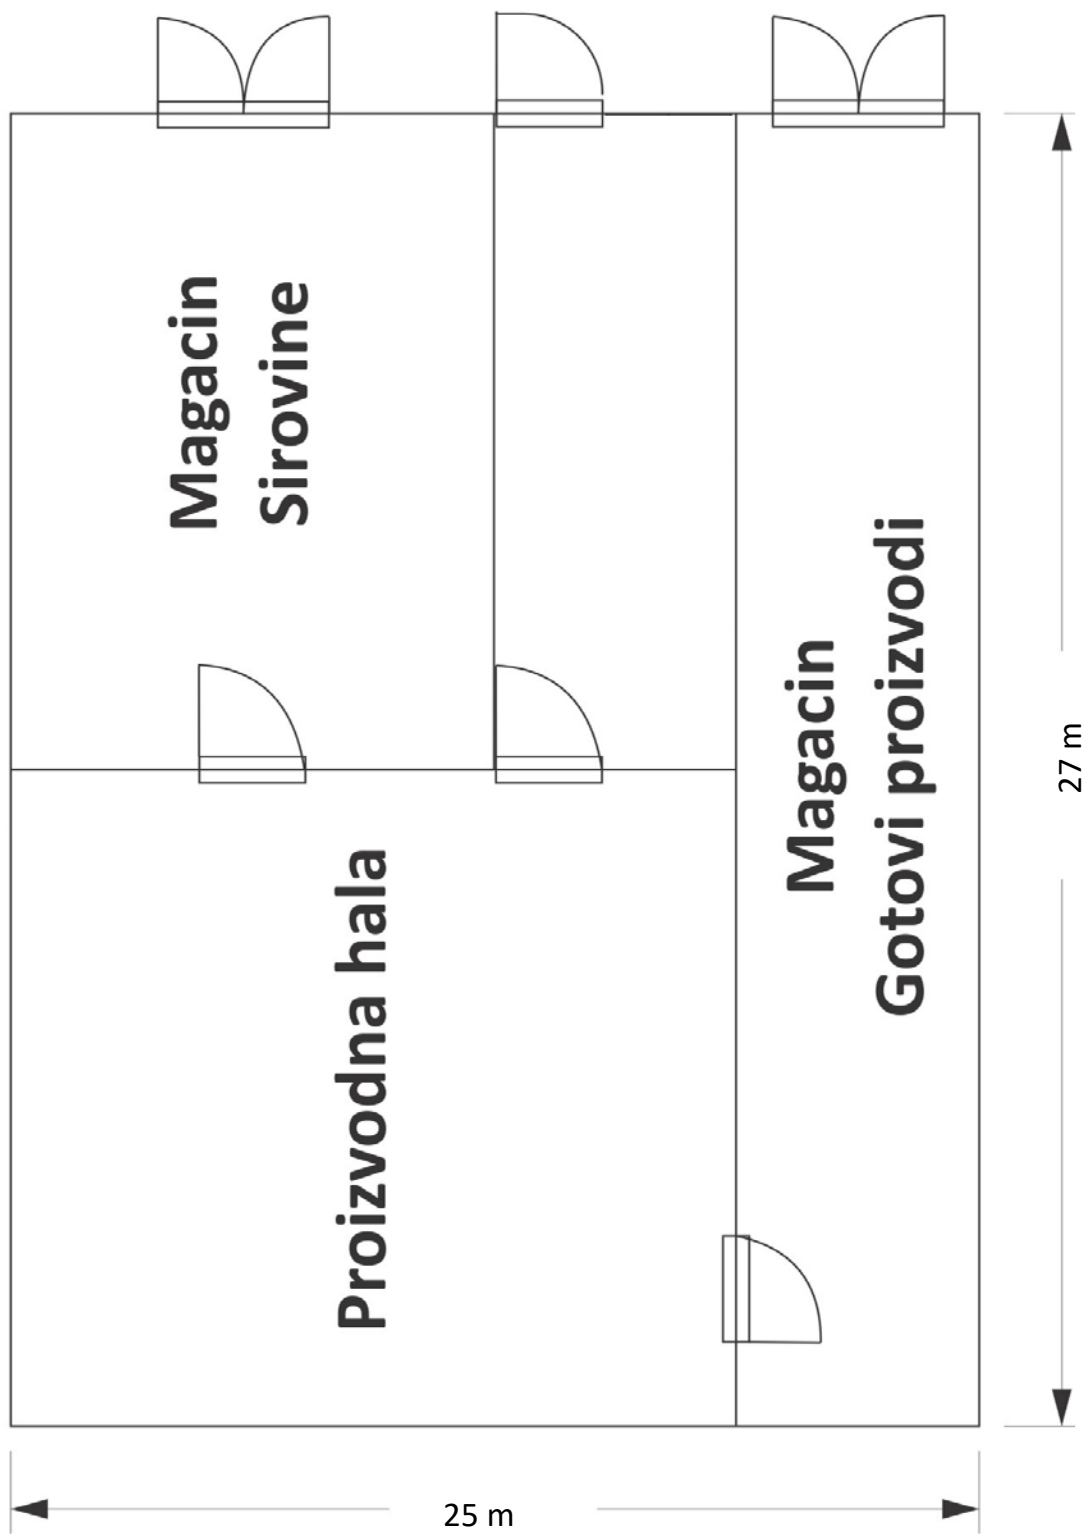 Magacin
Sirovine
Magacin
Gotovi proizvodi
Proizvodna hala
27 m
25 m